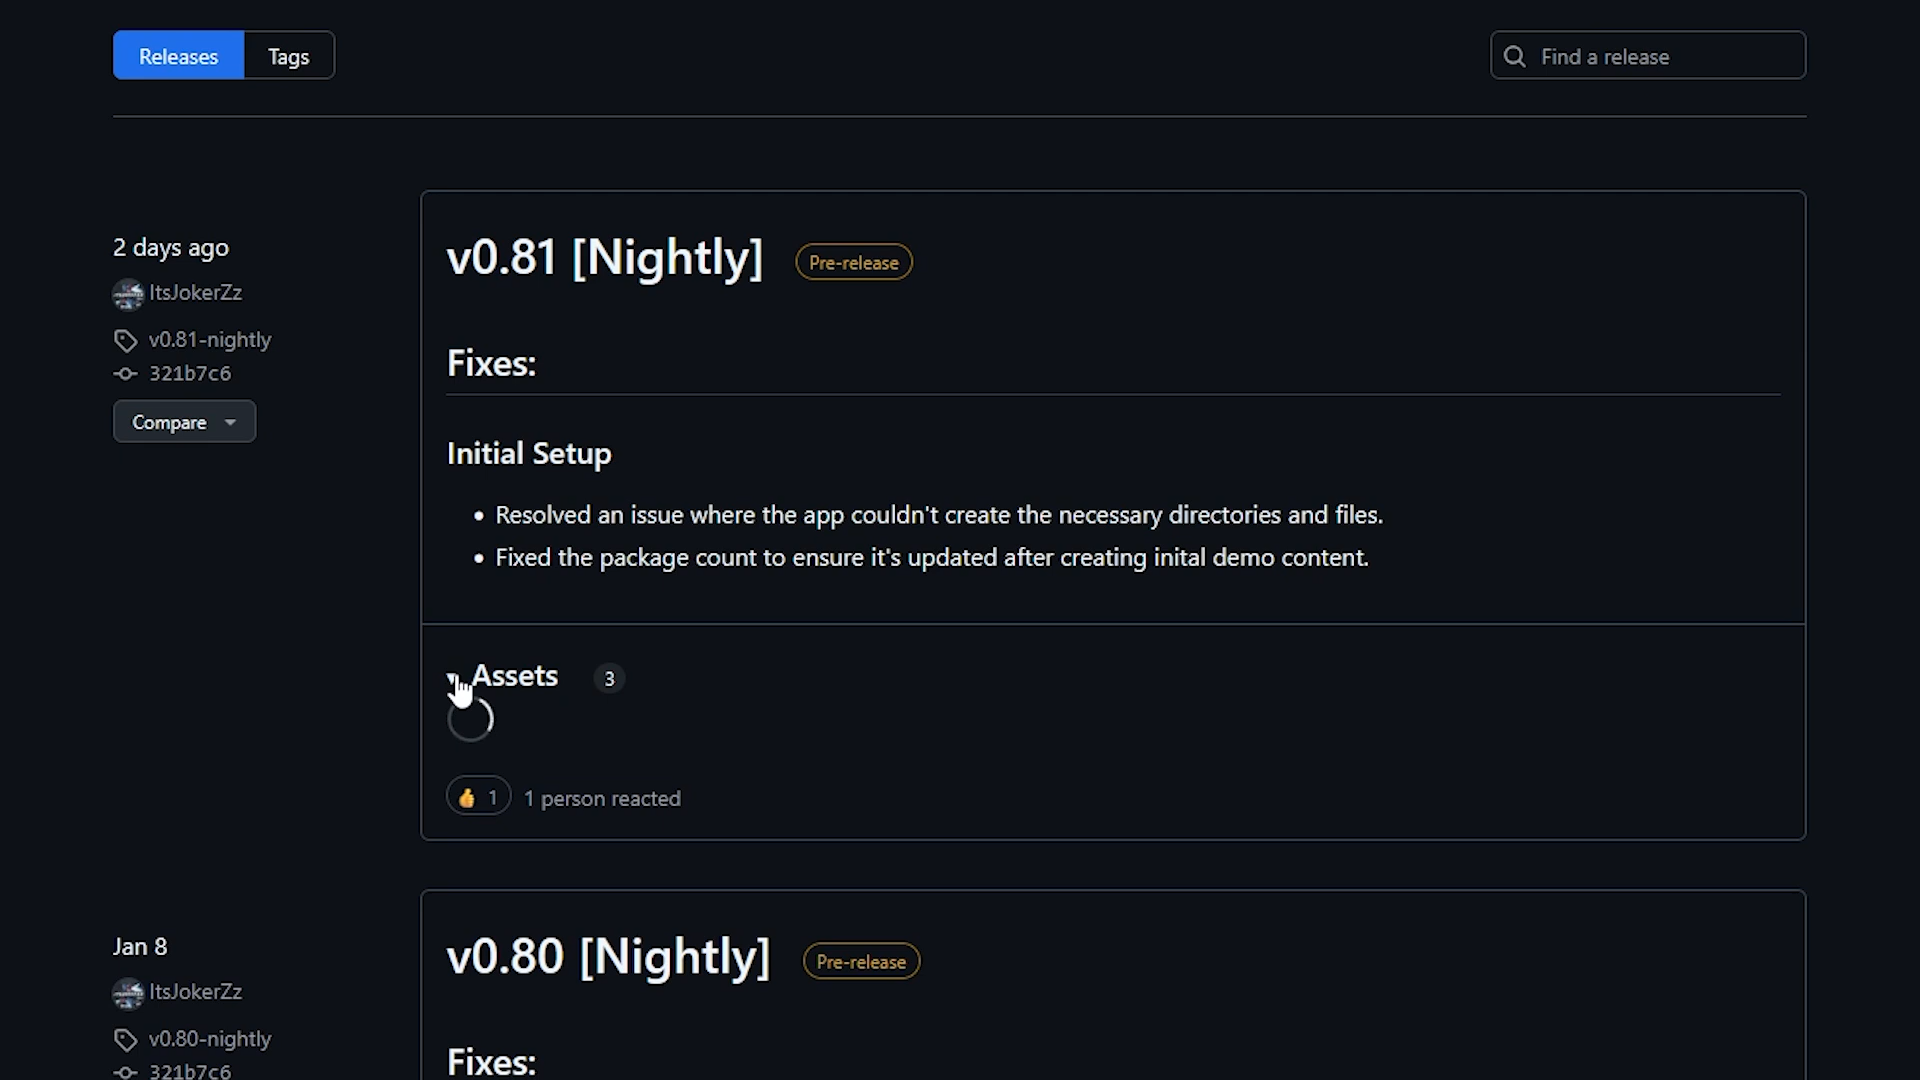 Releases
Tags
Find a release
2 days ago
ItsJokerZz
v0.81-nightly
321b7c6
Compare
v0.81 [Nightly]
Pre-release
Fixes:
Initial Setup
• Resolved an issue where the app couldn't create the necessary directories and files.
• Fixed the package count to ensure it's updated after creating inital demo content.
Assets
3
1
1 person reacted
Jan 8
ItsJokerZz
v0.80-nightly
321b7c6
v0.80 [Nightly]
Pre-release
Fixes: